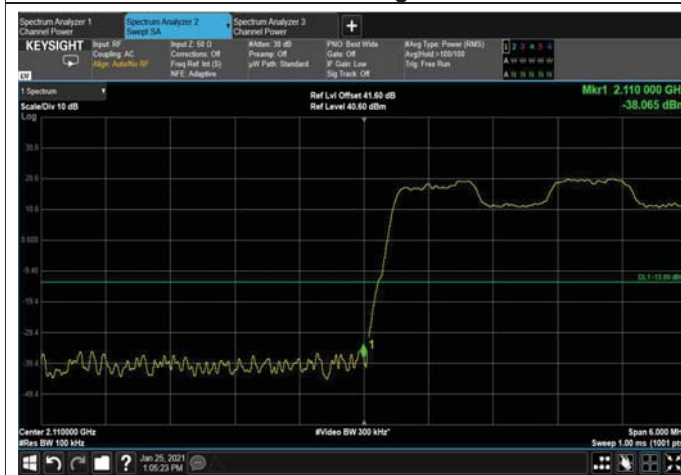 Spectrum Analyzer 1
Channel Power
Spectrum Analyzer 2
Swept SA
Spectrum Analyzer 3
Channel Power
+
KEYSIGHT
Input: RF
Coupling: AC
Align: Auto/No RF
Input Z: 50 Ω
Corrections: Off
Freq Ref: Int (S)
NFE: Adaptive
#Atten: 30 dB
Preamp: Off
µW Path: Standard
PNO: Best Wide
Gate: Off
IF Gain: Low
Sig Track: Off
#Avg Type: Power (RMS)
Avg|Hold:>100/100
Trig: Free Run
1 2 3 4 5 6
A W W W W W
A N N N N N
LXI
1 Spectrum
Scale/Div 10 dB
Log
Ref Lvl Offset 41.60 dB
Ref Level 40.60 dBm
Mkr1 2.110 000 GH
-38.065 dBm
30.6
20.6
10.6
0.600
-9.40
DL1 -13.00 dBm
-19.4
-29.4
1
-39.4
-49.4
Center 2.110000 GHz
#Res BW 100 kHz
#Video BW 300 kHz*
Span 6.000 MH
Sweep 1.00 ms (1001 pts
?
Jan 25, 2021
1:05:23 PM